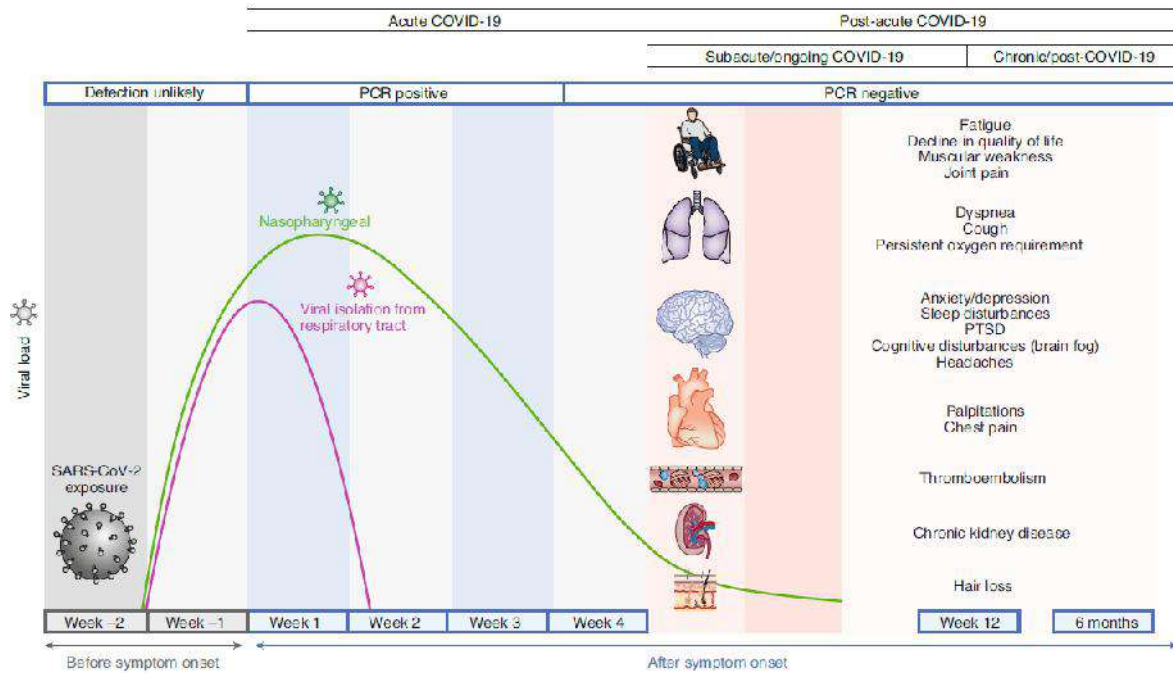 Acute COVID-19
Post-acute COVID-19
Subacute/ongoing COVID-19
Chronic/post-COVID-19
Detection unlikely
PCR positive
PCR negative
Fatigue
Decline in quality of life
Muscular weakness
Joint pain
Nasopharyngeal
Dyspnea
Cough
Persistent oxygen requirement
Viral isolation from
respiratory tract
Anxiety/depression
Sleep disturbances
PTSD
Cognitive disturbances (brain fog)
Headaches
Viral load
Palpitations
Chest pain
SARS-CoV-2
exposure
Thromboembolism
Chronic kidney disease
Hair loss
Week –2
Week –1
Week 1
Week 2
Week 3
Week 4
Week 12
6 months
Before symptom onset
After symptom onset